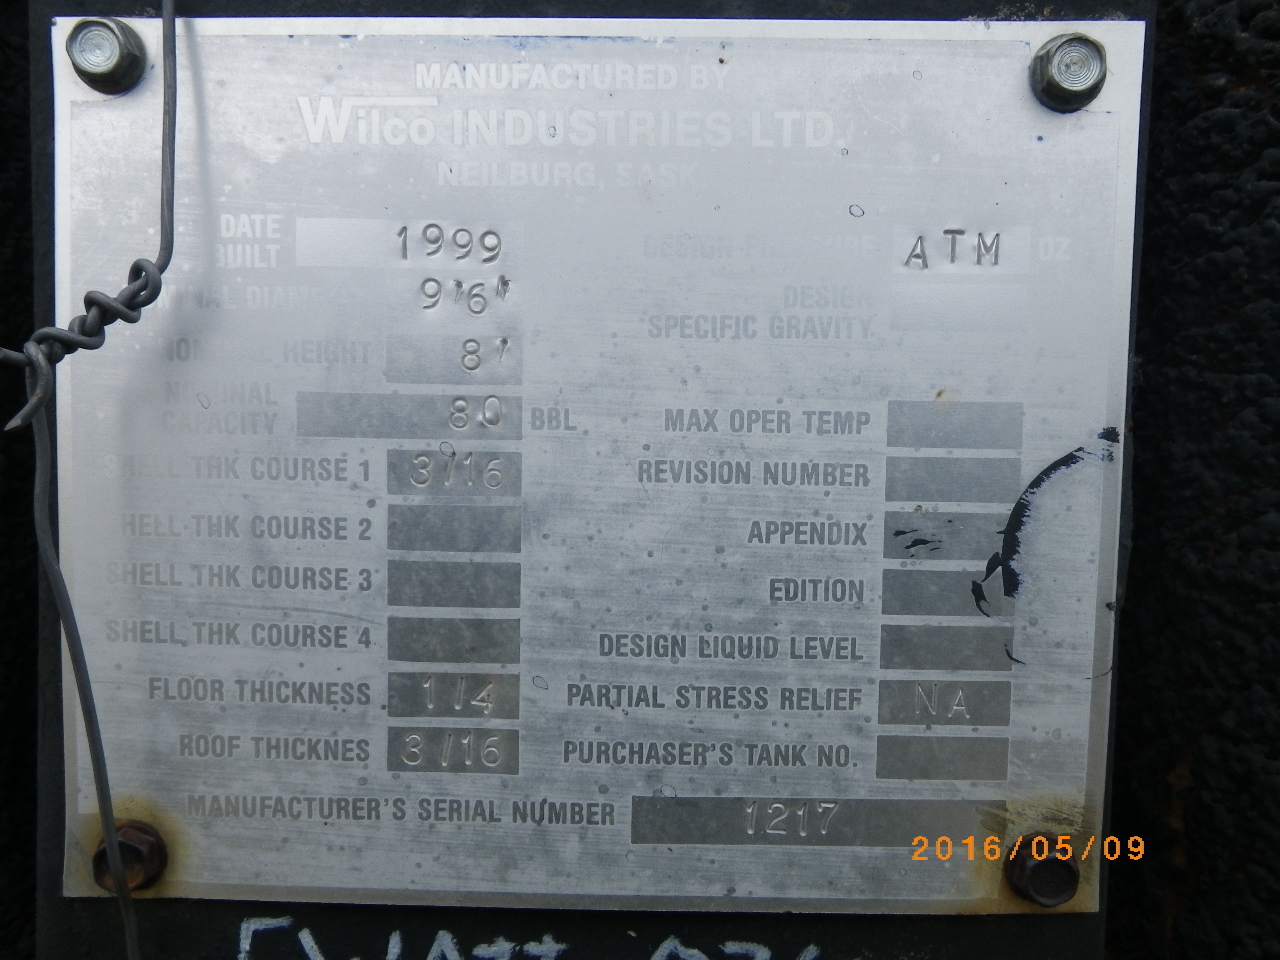 MANUFACTURED BY
Wilco INDUSTRIES LTD.
NEILBURG, SASK
DATE BUILT 1999
DESIGN ATM OZ
9'6"
DESIGN SPECIFIC GRAVITY
HEIGHT 8'
NOMINAL CAPACITY 80 BBL
MAX OPER TEMP
SHELL THK COURSE 1 3/16
REVISION NUMBER
SHELL THK COURSE 2
APPENDIX
SHELL THK COURSE 3
EDITION
SHELL THK COURSE 4
DESIGN LIQUID LEVEL
FLOOR THICKNESS 1/4
PARTIAL STRESS RELIEF NA
ROOF THICKNES 3/16
PURCHASER'S TANK NO.
MANUFACTURER'S SERIAL NUMBER 1217
2016/05/09